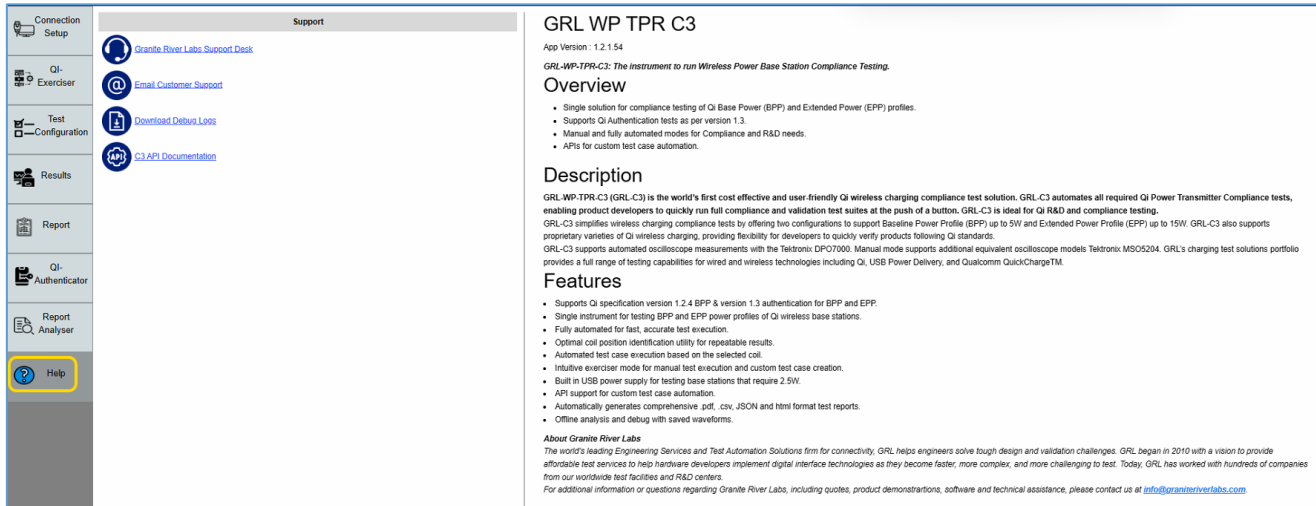 Connection
Setup
QI-
Exerciser
Test
Configuration
Results
Report
QI-
Authenticator
Report
Analyser
Help
Support
Granite River Labs Support Desk
Email Customer Support
Download Debug Logs
API
C3 API Documentation
GRL WP TPR C3
App Version : 1.2.1.54
GRL-WP-TPR-C3: The instrument to run Wireless Power Base Station Compliance Testing.
Overview
• Single solution for compliance testing of Qi Base Power (BPP) and Extended Power (EPP) profiles.
• Supports Qi Authentication tests as per version 1.3.
• Manual and fully automated modes for Compliance and R&D needs.
• APIs for custom test case automation.
Description
GRL-WP-TPR-C3 (GRL-C3) is the world's first cost effective and user-friendly Qi wireless charging compliance test solution. GRL-C3 automates all required Qi Power Transmitter Compliance tests,
enabling product developers to quickly run full compliance and validation test suites at the push of a button. GRL-C3 is ideal for Qi R&D and compliance testing.
GRL-C3 simplifies wireless charging compliance tests by offering two configurations to support Baseline Power Profile (BPP) up to 5W and Extended Power Profile (EPP) up to 15W. GRL-C3 also supports
proprietary varieties of Qi wireless charging, providing flexibility for developers to quickly verify products following Qi standards.
GRL-C3 supports automated oscilloscope measurements with the Tektronix DPO7000. Manual mode supports additional equivalent oscilloscope models Tektronix MSO5204. GRL's charging test solutions portfolio
provides a full range of testing capabilities for wired and wireless technologies including Qi, USB Power Delivery, and Qualcomm QuickChargeTM.
Features
• Supports Qi specification version 1.2.4 BPP & version 1.3 authentication for BPP and EPP.
• Single instrument for testing BPP and EPP power profiles of Qi wireless base stations.
• Fully automated for fast, accurate test execution.
• Optimal coil position identification utility for repeatable results.
• Automated test case execution based on the selected coil.
• Intuitive exerciser mode for manual test execution and custom test case creation.
• Built in USB power supply for testing base stations that require 2.5W.
• API support for custom test case automation.
• Automatically generates comprehensive .pdf, .csv, JSON and html format test reports.
• Offline analysis and debug with saved waveforms.
About Granite River Labs
The world's leading Engineering Services and Test Automation Solutions firm for connectivity, GRL helps engineers solve tough design and validation challenges. GRL began in 2010 with a vision to provide
affordable test services to help hardware developers implement digital interface technologies as they become faster, more complex, and more challenging to test. Today, GRL has worked with hundreds of companies
from our worldwide test facilities and R&D centers.
For additional information or questions regarding Granite River Labs, including quotes, product demonstrartions, software and technical assistance, please contact us at info@graniteriverlabs.com.